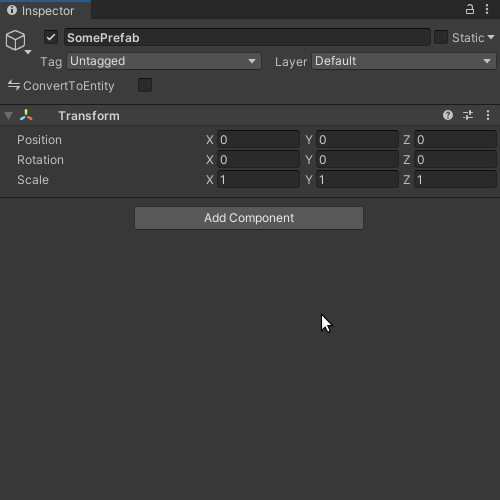 Inspector
SomePrefab Static
Tag Untagged Layer Default
ConvertToEntity
Transform
Position X 0 Y 0 Z 0
Rotation X 0 Y 0 Z 0
Scale X 1 Y 1 Z 1
Add Component